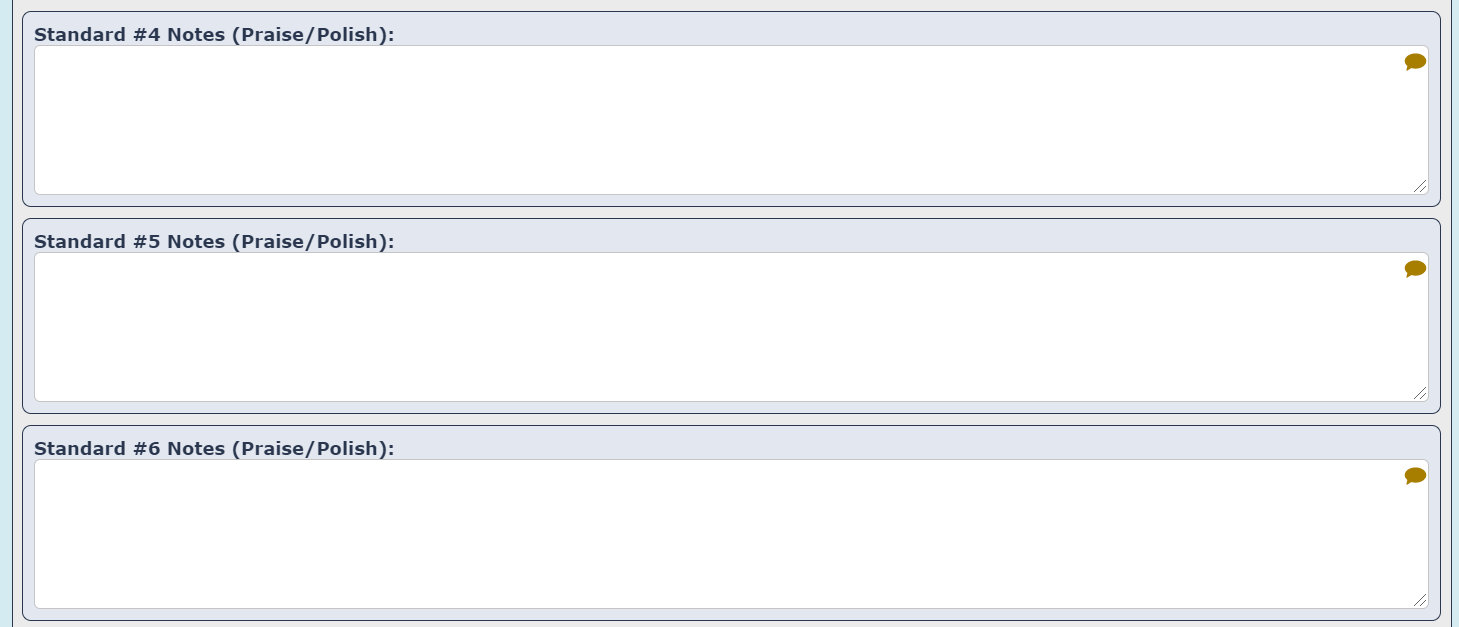 Standard #4 Notes (Praise/Polish):
Standard #5 Notes (Praise/Polish):
Standard #6 Notes (Praise/Polish):